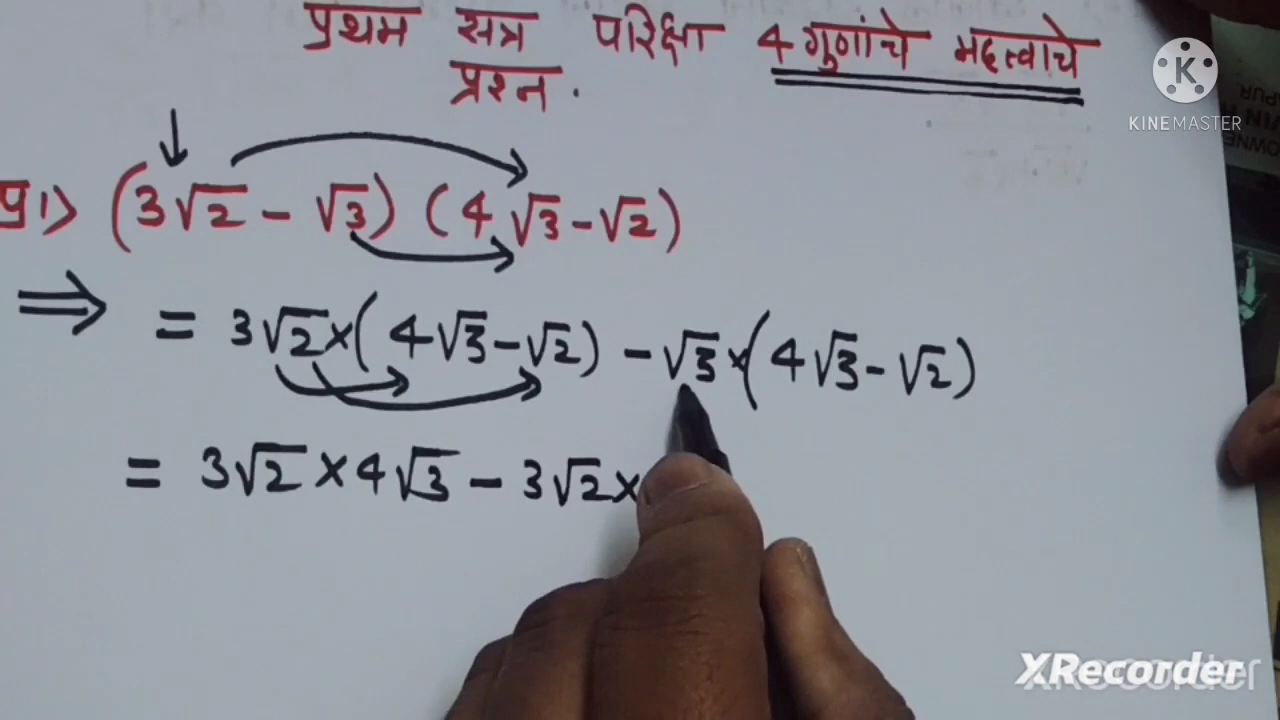 प्रथम सत्र परिक्षा 4 गुणांचे महत्वाचे
प्रश्न.
K
KINEMASTER
प्र1> (3√2 - √3) (4√3 - √2)
⇒ = 3√2 × (4√3 - √2) - √3 × (4√3 - √2)
= 3√2 × 4√3 - 3√2 ×
XRecorder